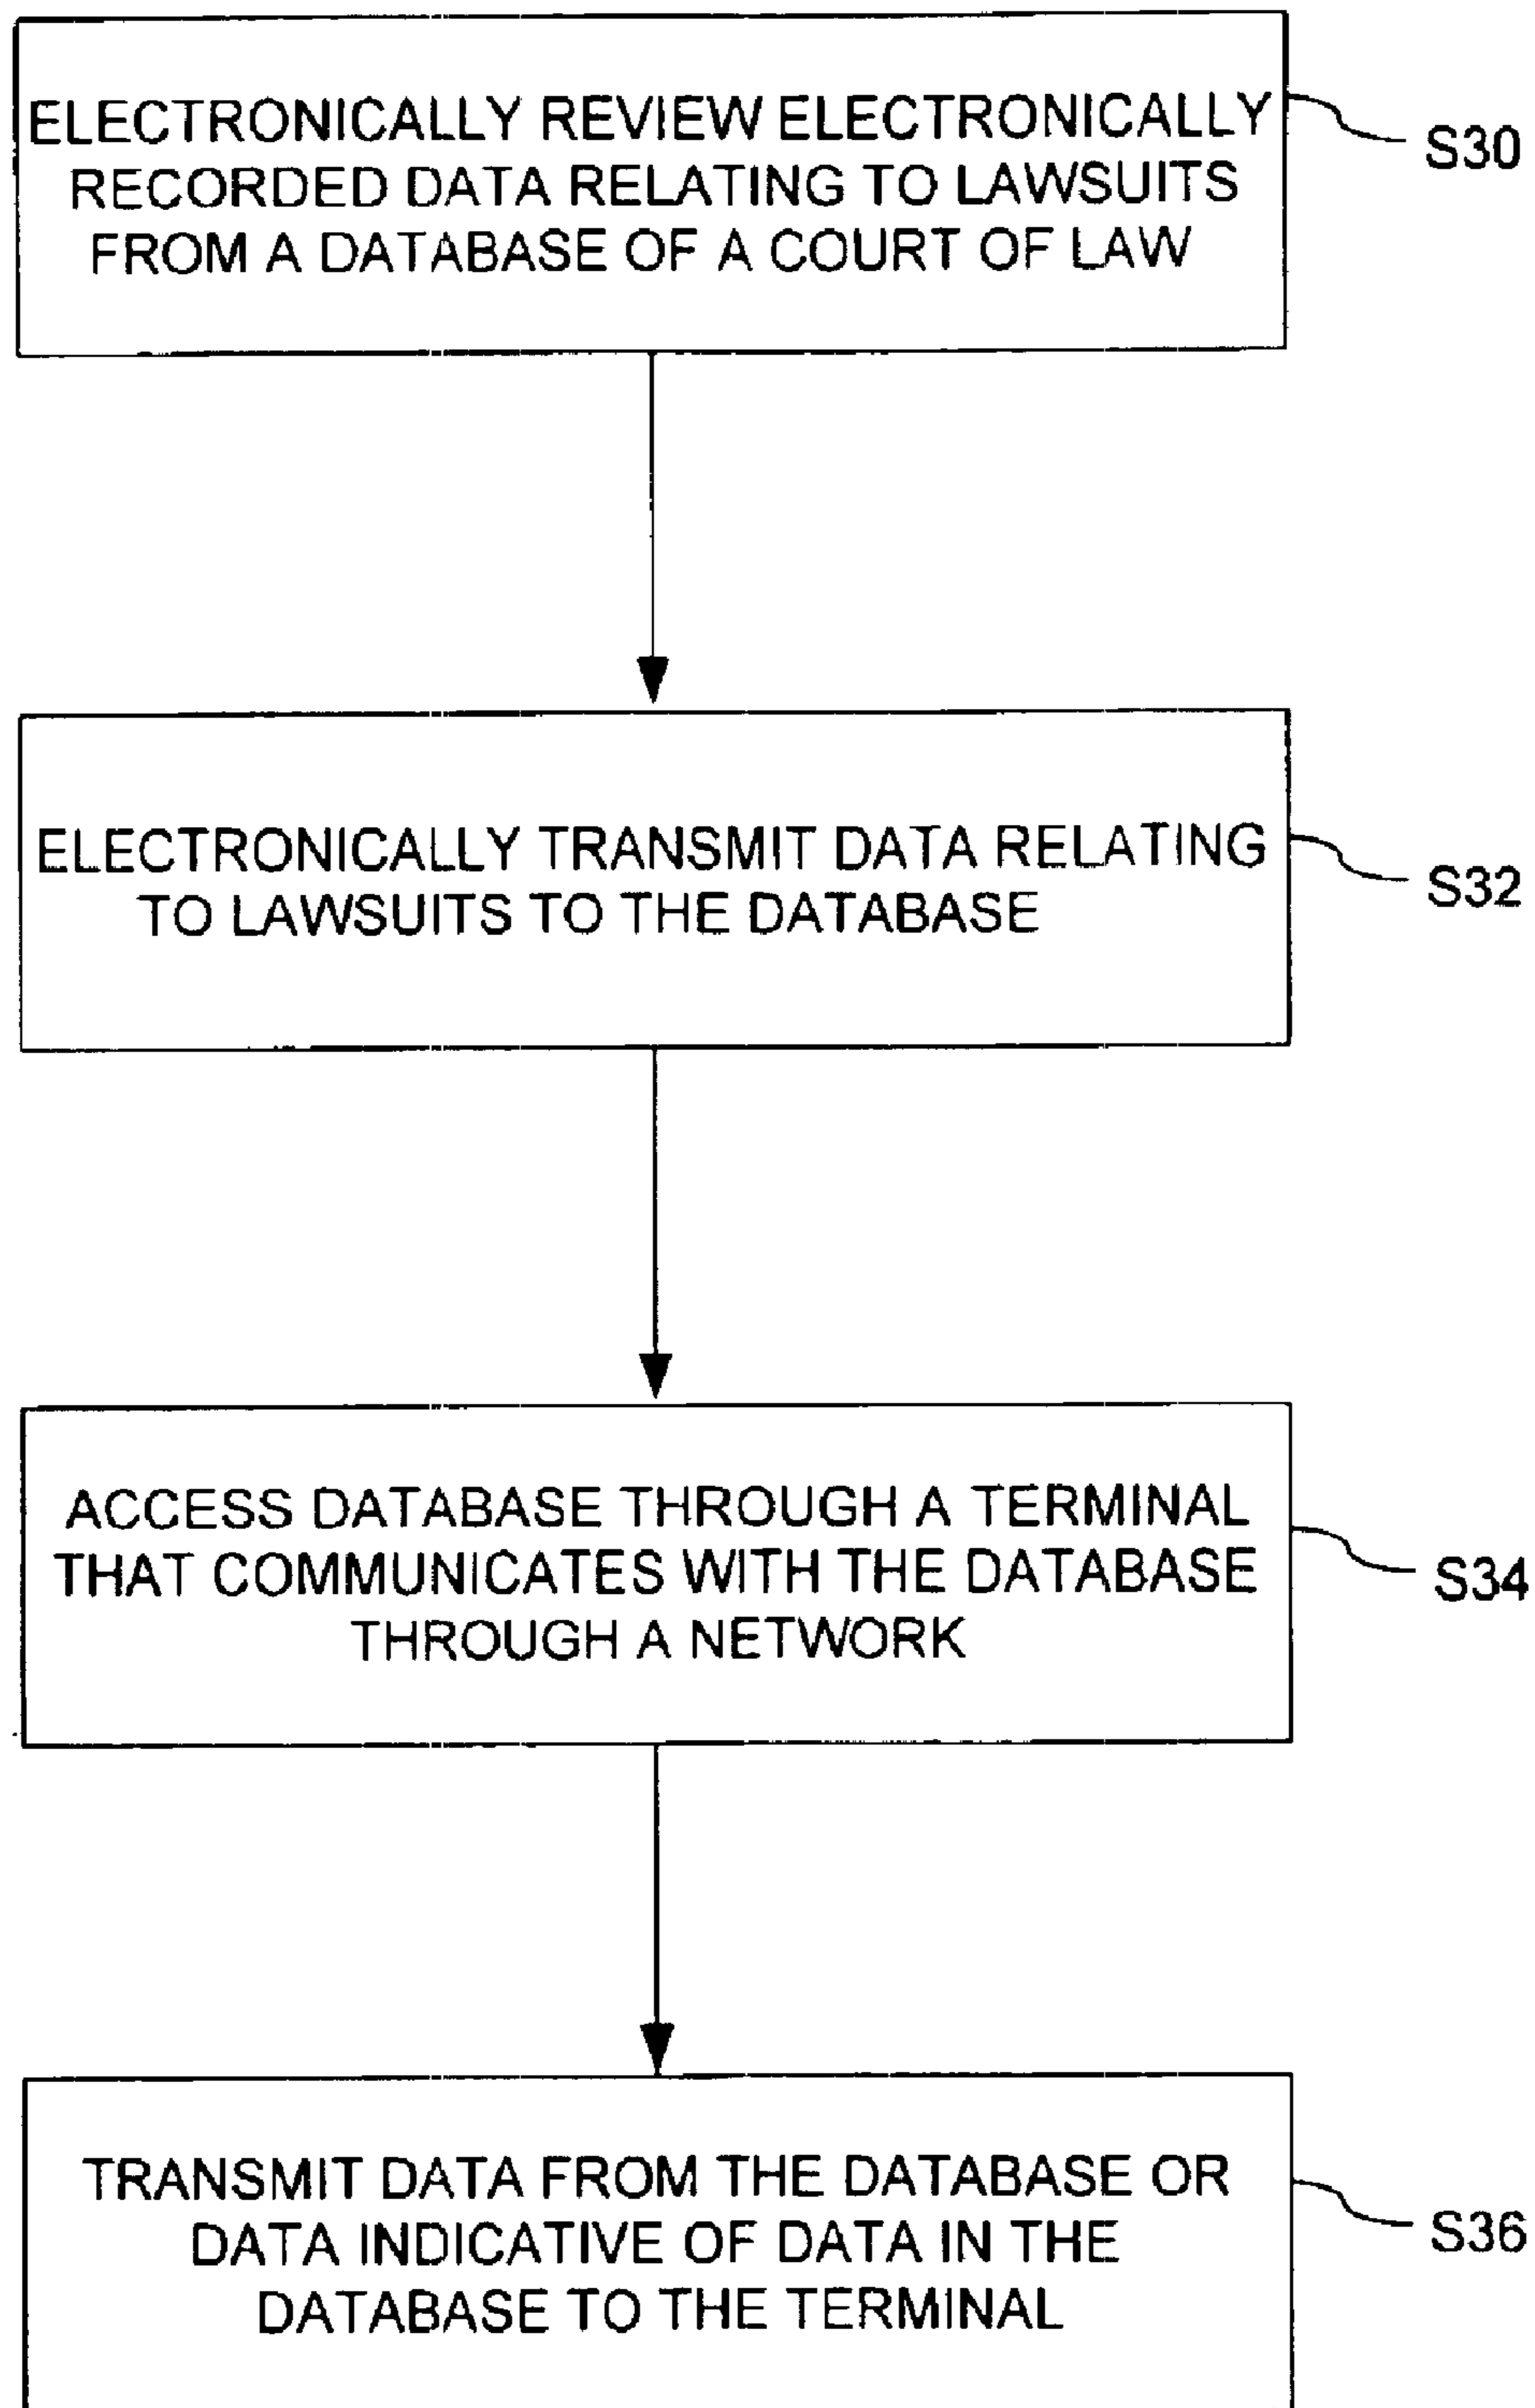 ELECTRONICALLY REVIEW ELECTRONICALLY
RECORDED DATA RELATING TO LAWSUITS
FROM A DATABASE OF A COURT OF LAW
S30
ELECTRONICALLY TRANSMIT DATA RELATING
TO LAWSUITS TO THE DATABASE
S32
ACCESS DATABASE THROUGH A TERMINAL
THAT COMMUNICATES WITH THE DATABASE
THROUGH A NETWORK
S34
TRANSMIT DATA FROM THE DATABASE OR
DATA INDICATIVE OF DATA IN THE
DATABASE TO THE TERMINAL
S36